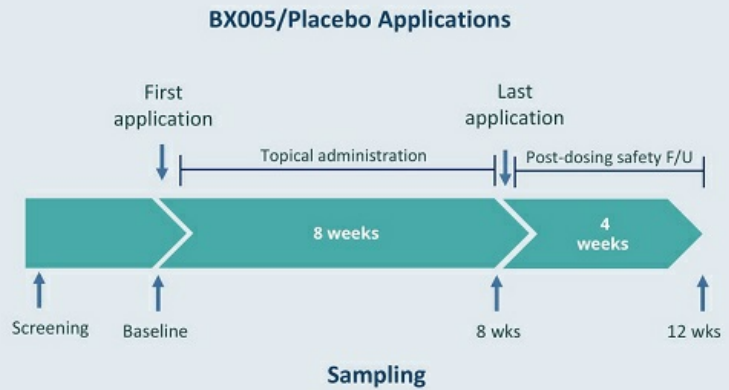 BX005/Placebo Applications
First
application
Last
application
Topical administration
Post-dosing safety F/U
8 weeks
4
weeks
Screening
Baseline
8 wks
12 wks
Sampling